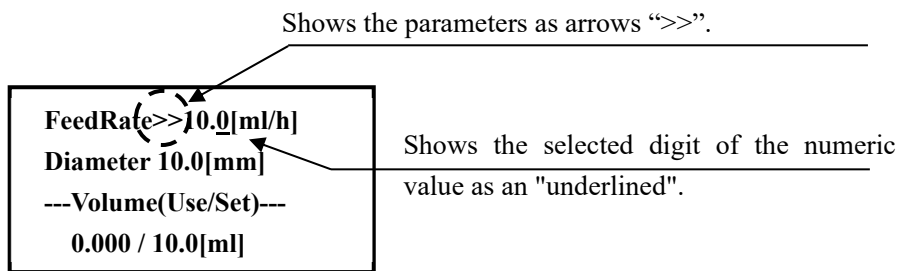 Shows the parameters as arrows “>>”.
FeedRate>>10.0[ml/h]
Diameter 10.0[mm]
---Volume(Use/Set)---
0.000 / 10.0[ml]
Shows the selected digit of the numeric
value as an "underlined".